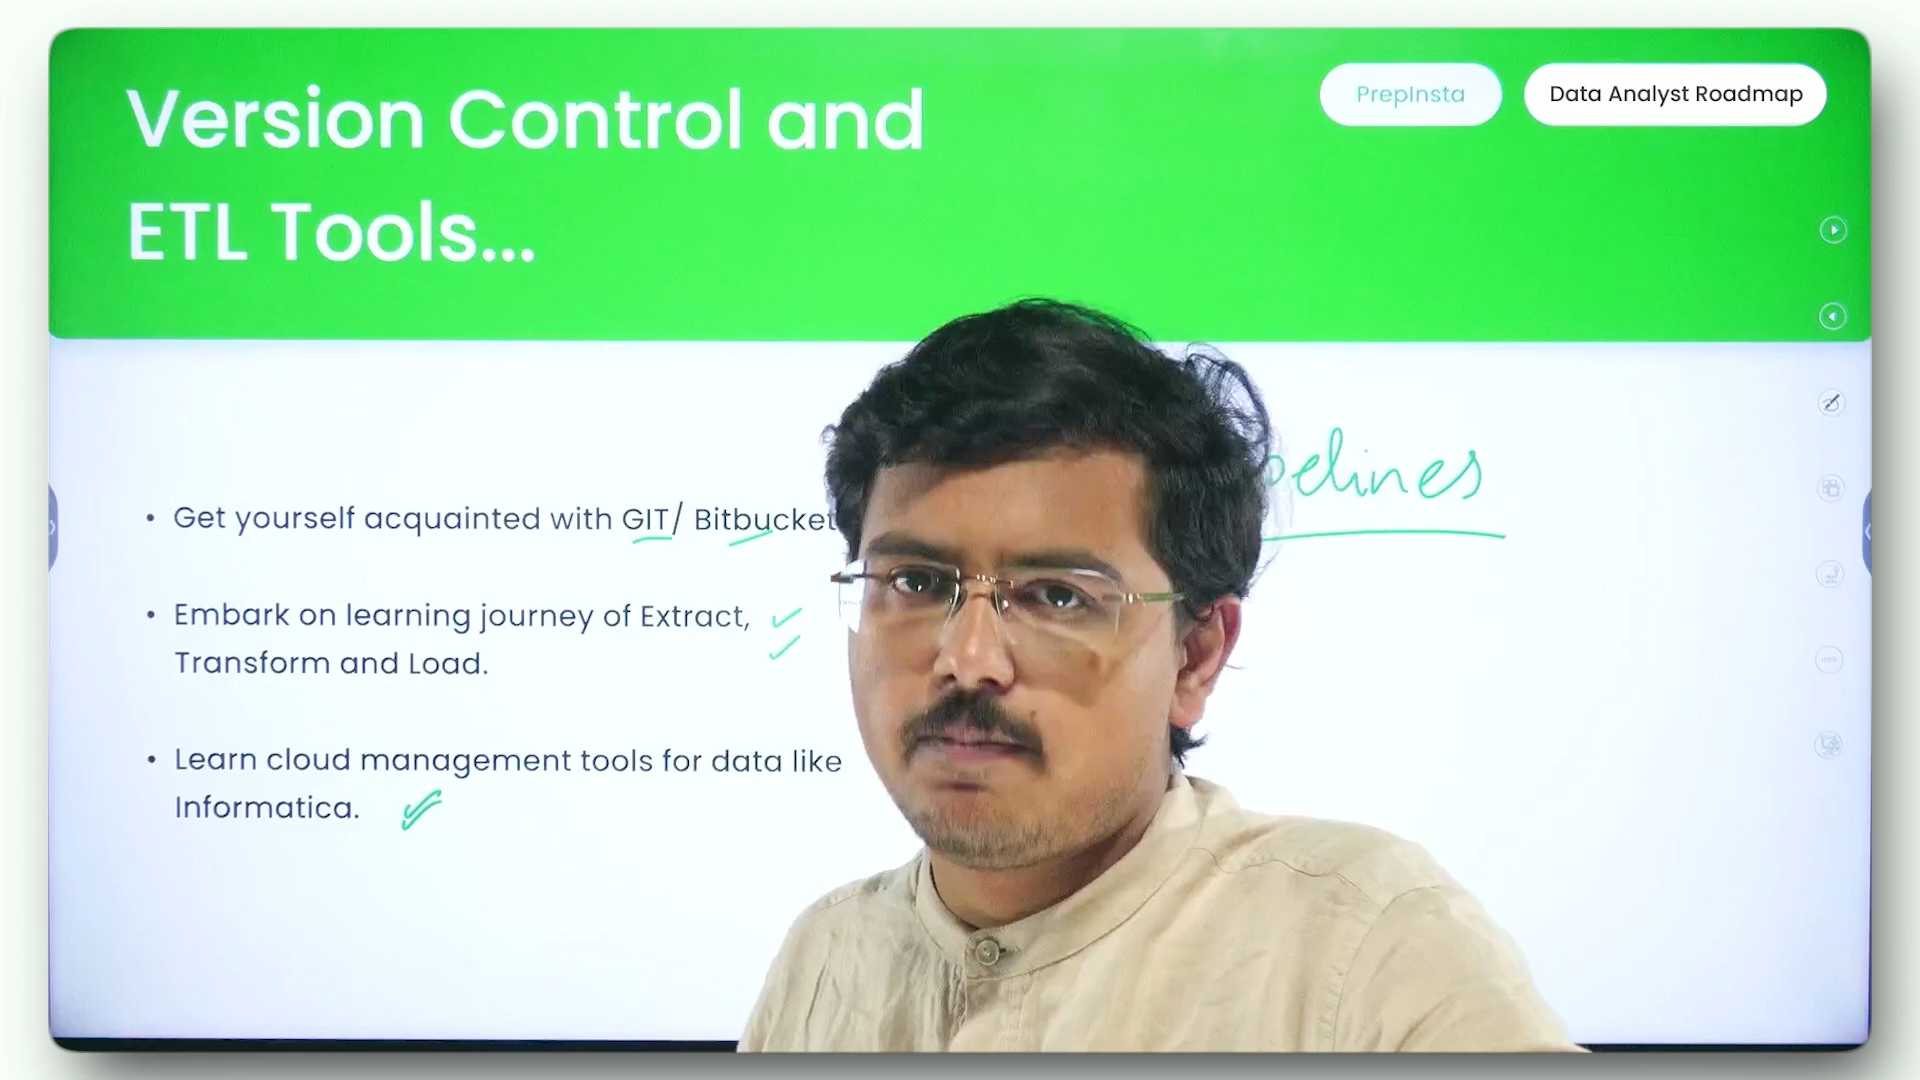 Version Control and
ETL Tools...
PrepInsta
Data Analyst Roadmap
Get yourself acquainted with GIT/ Bitbucket
Embark on learning journey of Extract,
Transform and Load.
Learn cloud management tools for data like
Informatica.